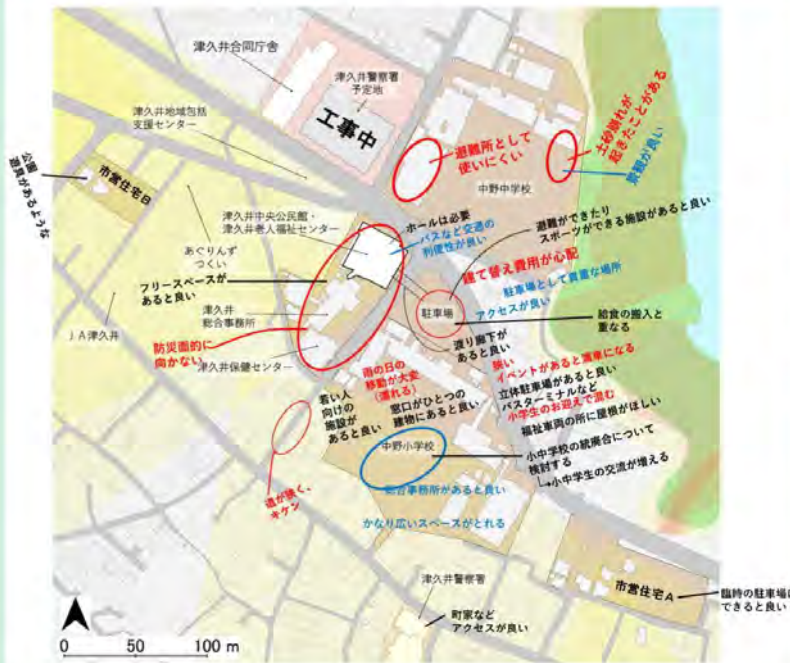 津久井合同庁舎
津久井警察署
予定地
工事中
津久井地域包括
支援センター
土砂崩れが
起きたことがある
景観が良い
避難所として
使いにくい
中野中学校
公園
遊具があるような
市営住宅B
津久井中央公民館・
津久井老人福祉センター
ホールは必要
バスなど交通の
利便性が良い
避難ができたり
スポーツができる施設があると良い
あぐりんず
つくい
建て替え費用が心配
フリースペースが
あると良い
駐車場として貴重な場所
アクセスが良い
駐車場
津久井
総合事務所
給食の搬入と
重なる
JA津久井
防災面的に
向かない
津久井保健センター
渡り廊下が
あると良い
狭い
イベントがあると満車になる
雨の日の
移動が大変
(濡れる)
立体駐車場があると良い
バスターミナルなど
小学生のお迎えで混む
若い人
向けの
施設が
あると良い
窓口がひとつの
建物にあると良い
福祉車両の所に屋根がほしい
中野小学校
小中学校の統廃合について
検討する
↳小中学生の交流が増える
道が狭く、
キケン
総合事務所があると良い
かなり広いスペースがとれる
津久井警察署
市営住宅A
臨時の駐車場に
できると良い
町家など
アクセスが良い
0 50 100 m